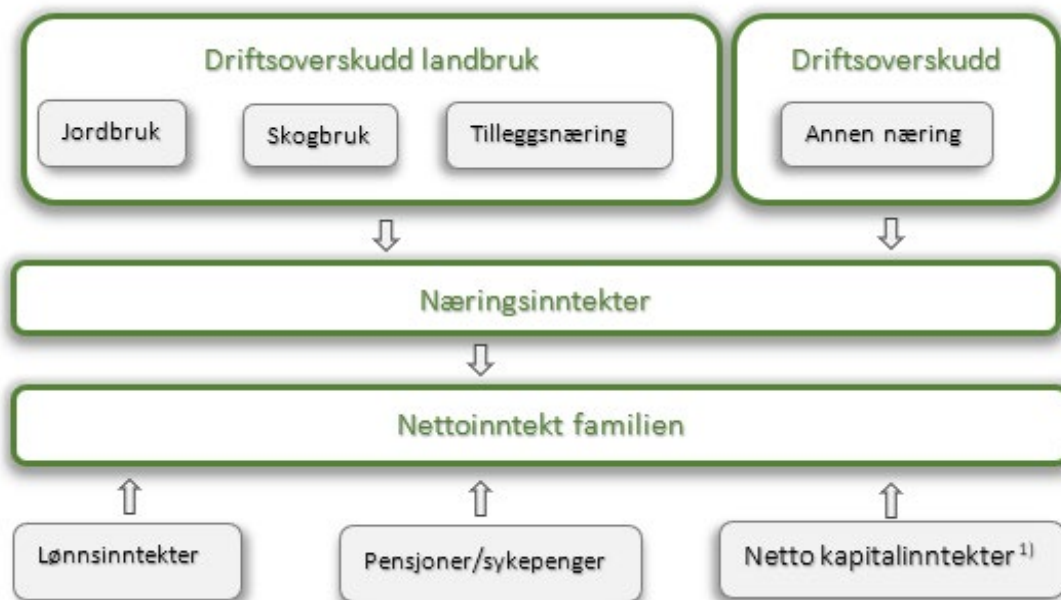 Driftsoverskudd landbruk
Driftsoverskudd
Jordbruk
Skogbruk
Tilleggsnæring
Annen næring
Næringsinntekter
Nettoinntekt familien
Lønnsinntekter
Pensjoner/sykepenger
Netto kapitalinntekter 1)